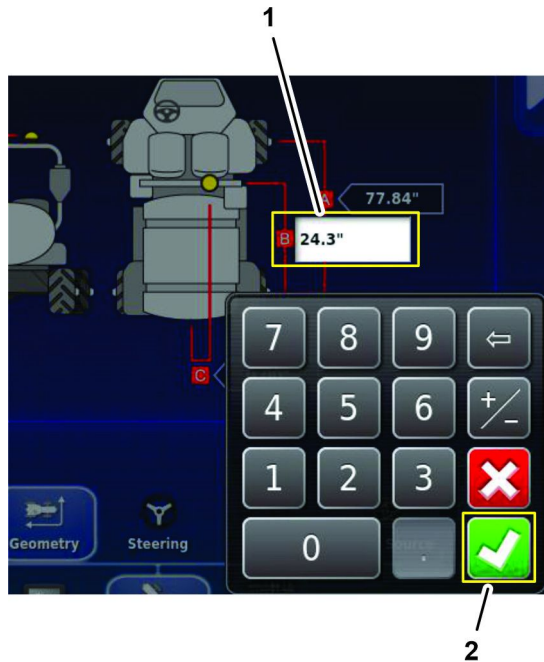 1
A 77.84"
B 24.3"
C
7 8 9 ⇦
4 5 6 +/−
1 2 3
0 .
Geometry Steering
2